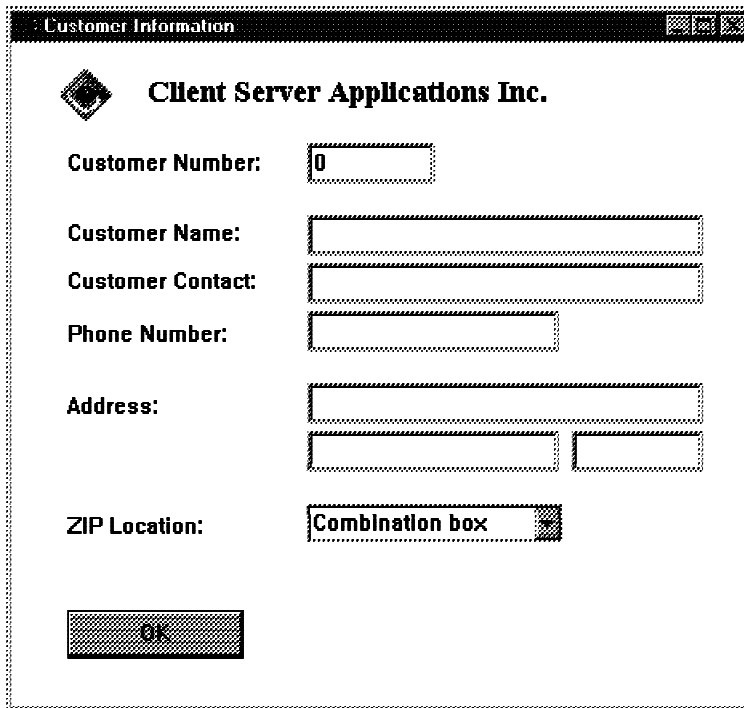 Customer Information
Client Server Applications Inc.
Customer Number: 0
Customer Name:
Customer Contact:
Phone Number:
Address:
ZIP Location: Combination box
OK